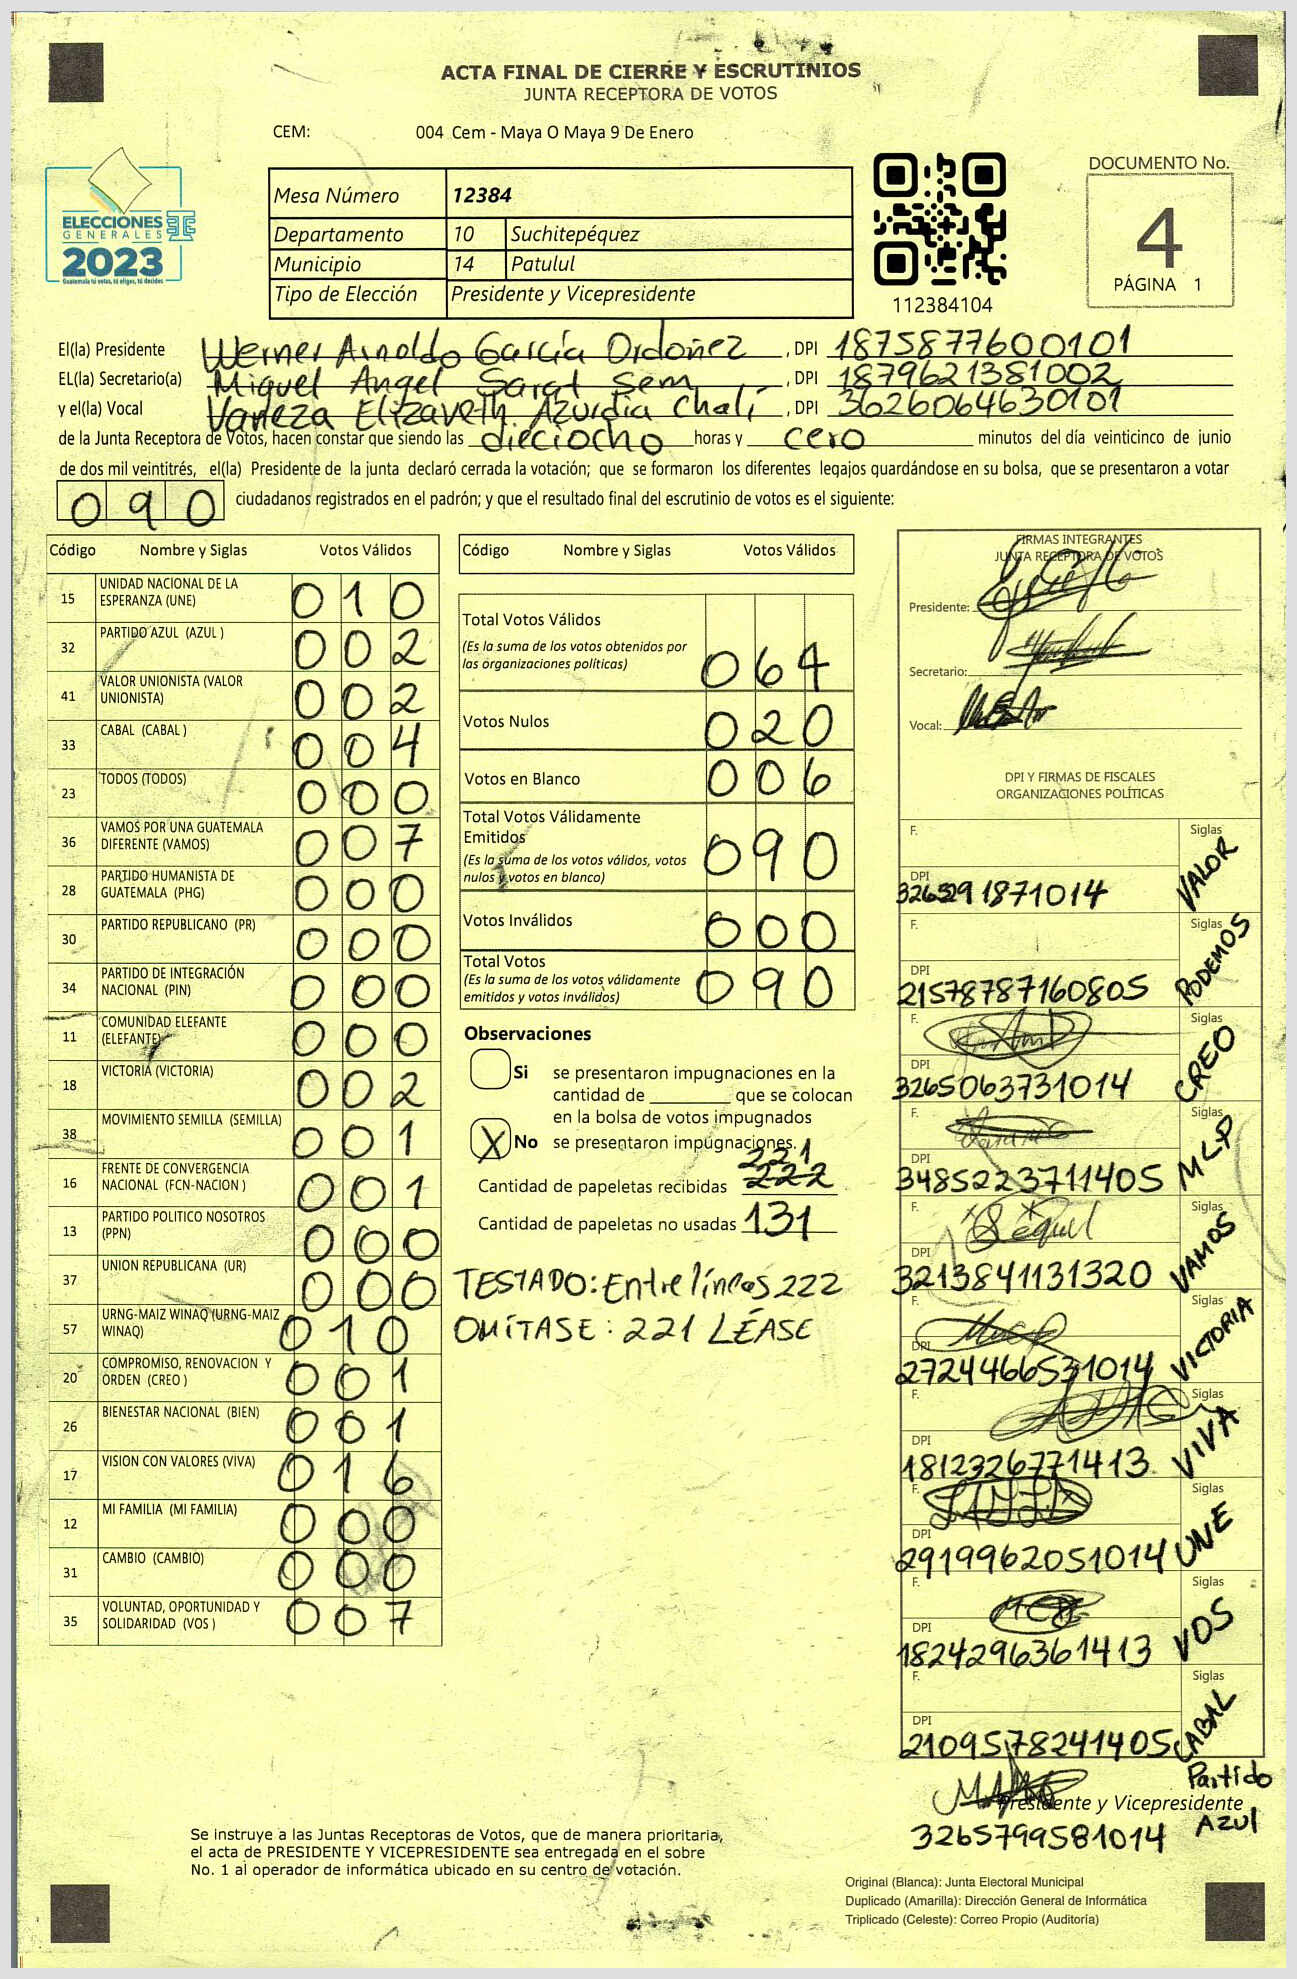 ACTA FINAL DE CIERRE Y ESCRUTINIOS
JUNTA RECEPTORA DE VOTOS
CEM: 004 Cem - Maya O Maya 9 De Enero
ELECCIONES
GENERALES
2023
Guatemala tú votas, tú eliges, tú decides
Mesa Número 12384
Departamento 10 Suchitepéquez
Municipio 14 Patulul
Tipo de Elección Presidente y Vicepresidente
112384104
DOCUMENTO No.
4
PÁGINA 1
El(la) Presidente Werner Arnoldo García Ordoñez , DPI 1875877600101
EL(la) Secretario(a) Miguel Angel Sarat Sem , DPI 1879621381002
y el(la) Vocal Vaneza Elizaveth Azurdia Chalí , DPI 3626064630101
de la Junta Receptora de Votos, hacen constar que siendo las dieciocho horas y cero minutos del día veinticinco de junio
de dos mil veintitrés, el(la) Presidente de la junta declaró cerrada la votación; que se formaron los diferentes legajos guardándose en su bolsa, que se presentaron a votar
090 ciudadanos registrados en el padrón; y que el resultado final del escrutinio de votos es el siguiente:
Código Nombre y Siglas Votos Válidos
15 UNIDAD NACIONAL DE LA ESPERANZA (UNE) 010
32 PARTIDO AZUL (AZUL ) 002
41 VALOR UNIONISTA (VALOR UNIONISTA) 002
33 CABAL (CABAL ) 004
23 TODOS (TODOS) 000
36 VAMOS POR UNA GUATEMALA DIFERENTE (VAMOS) 007
28 PARTIDO HUMANISTA DE GUATEMALA (PHG) 000
30 PARTIDO REPUBLICANO (PR) 000
34 PARTIDO DE INTEGRACIÓN NACIONAL (PIN) 000
11 COMUNIDAD ELEFANTE (ELEFANTE) 000
18 VICTORIA (VICTORIA) 002
38 MOVIMIENTO SEMILLA (SEMILLA) 001
16 FRENTE DE CONVERGENCIA NACIONAL (FCN-NACION ) 001
13 PARTIDO POLITICO NOSOTROS (PPN) 000
37 UNION REPUBLICANA (UR) 000
57 URNG-MAIZ WINAQ (URNG-MAIZ WINAQ) 010
20 COMPROMISO, RENOVACION Y ORDEN (CREO ) 001
26 BIENESTAR NACIONAL (BIEN) 001
17 VISION CON VALORES (VIVA) 016
12 MI FAMILIA (MI FAMILIA) 000
31 CAMBIO (CAMBIO) 000
35 VOLUNTAD, OPORTUNIDAD Y SOLIDARIDAD (VOS ) 007
Código Nombre y Siglas Votos Válidos
Total Votos Válidos 064
(Es la suma de los votos obtenidos por
las organizaciones políticas)
Votos Nulos 020
Votos en Blanco 006
Total Votos Válidamente
Emitidos 090
(Es la suma de los votos válidos, votos
nulos y votos en blanco)
Votos Inválidos 000
Total Votos 090
(Es la suma de los votos válidamente
emitidos y votos inválidos)
Observaciones
Si se presentaron impugnaciones en la
cantidad de ________ que se colocan
en la bolsa de votos impugnados
X No se presentaron impugnaciones.
221
Cantidad de papeletas recibidas 222
Cantidad de papeletas no usadas 131
TESTADO: Entre líneas 222
OMITASE: 221 LÉASE
FIRMAS INTEGRANTES
JUNTA RECEPTORA DE VOTOS
Presidente:
Secretario:
Vocal:
DPI Y FIRMAS DE FISCALES
ORGANIZACIONES POLÍTICAS
F. Siglas VALOR
DPI
F. Siglas PODEMOS
DPI 21578787160805
F. Siglas CREO
DPI 3265063731014
F. Siglas MLP
DPI 3485223711405
F. Siglas VAMOS
DPI 3213841131320
F. Siglas VICTORIA
DPI 2724466531014
F. Siglas VIVA
DPI 1812326771413
F. Siglas UNE
DPI 2919962051014
F. Siglas VOS
DPI 1824296361413
F. Siglas CABAL
DPI 2109578241405
Partido
Presidente y Vicepresidente
Azul
3265799581014
Se instruye a las Juntas Receptoras de Votos, que de manera prioritaria,
el acta de PRESIDENTE Y VICEPRESIDENTE sea entregada en el sobre
No. 1 al operador de informática ubicado en su centro de votación.
Original (Blanca): Junta Electoral Municipal
Duplicado (Amarilla): Dirección General de Informática
Triplicado (Celeste): Correo Propio (Auditoría)